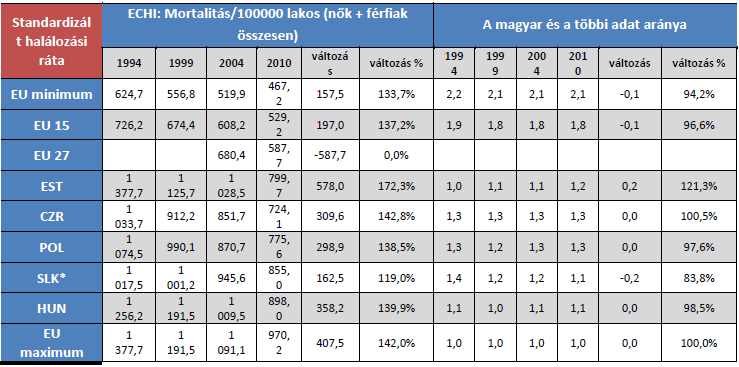 Standardizál t halálozási ráta ECHI: Mortalitás/100000 lakos (nők + férfiak összesen) A magyar és a többi adat aránya
1994 1999 2004 2010 változá s változás % 19 94 19 99 20 04 20 10 változás változás %
EU minimum 624,7 556,8 519,9 467, 2 157,5 133,7% 2,2 2,1 2,1 2,1 -0,1 94,2%
EU 15 726,2 674,4 608,2 529, 2 197,0 137,2% 1,9 1,8 1,8 1,8 -0,1 96,6%
EU 27 680,4 587, 7 -587,7 0,0%
EST 1 377,7 1 125,7 1 028,5 799, 7 578,0 172,3% 1,0 1,1 1,1 1,2 0,2 121,3%
CZR 1 033,7 912,2 851,7 724, 1 309,6 142,8% 1,3 1,3 1,3 1,3 0,0 100,5%
POL 1 074,5 990,1 870,7 775, 6 298,9 138,5% 1,3 1,2 1,3 1,3 0,0 97,6%
SLK* 1 017,5 1 001,2 945,6 855, 0 162,5 119,0% 1,4 1,2 1,2 1,1 -0,2 83,8%
HUN 1 256,2 1 191,5 1 009,5 898, 0 358,2 139,9% 1,1 1,0 1,1 1,1 0,0 98,5%
EU maximum 1 377,7 1 191,5 1 091,1 970, 2 407,5 142,0% 1,0 1,0 1,0 1,0 0,0 100,0%